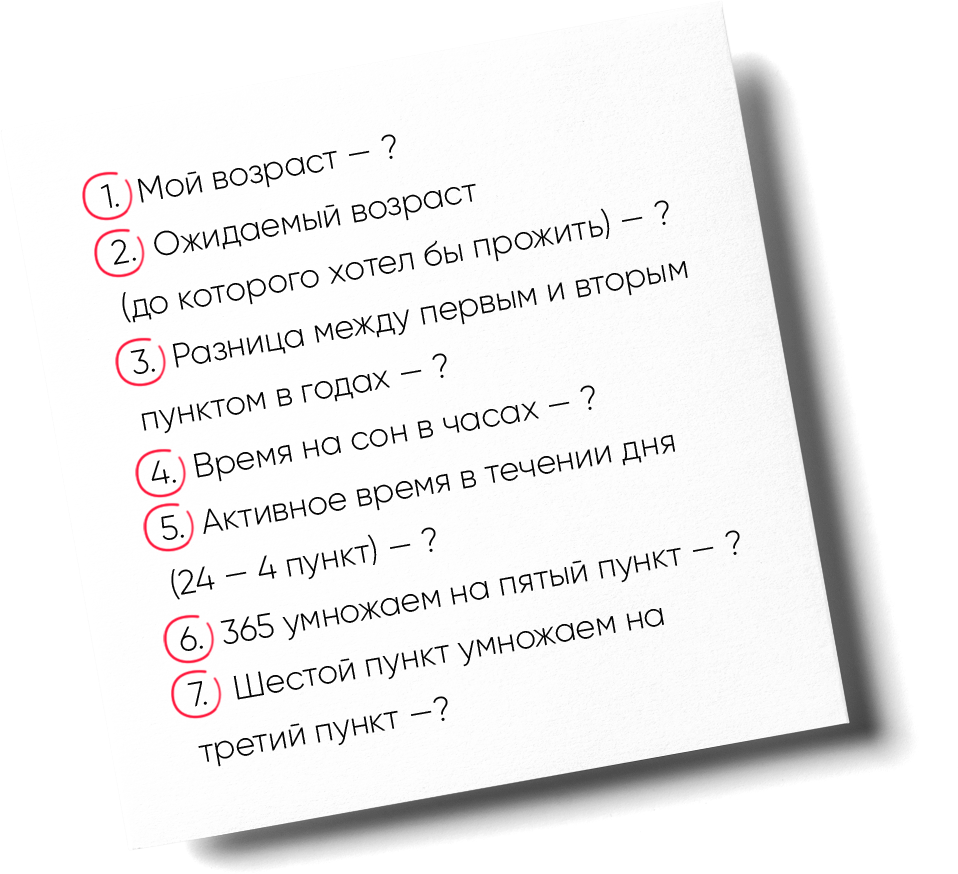 1. Мой возраст — ?
2. Ожидаемый возраст
(до которого хотел бы прожить) — ?
3. Разница между первым и вторым
пунктом в годах — ?
4. Время на сон в часах — ?
5. Активное время в течении дня
(24 — 4 пункт) — ?
6. 365 умножаем на пятый пункт — ?
7. Шестой пункт умножаем на
третий пункт —?